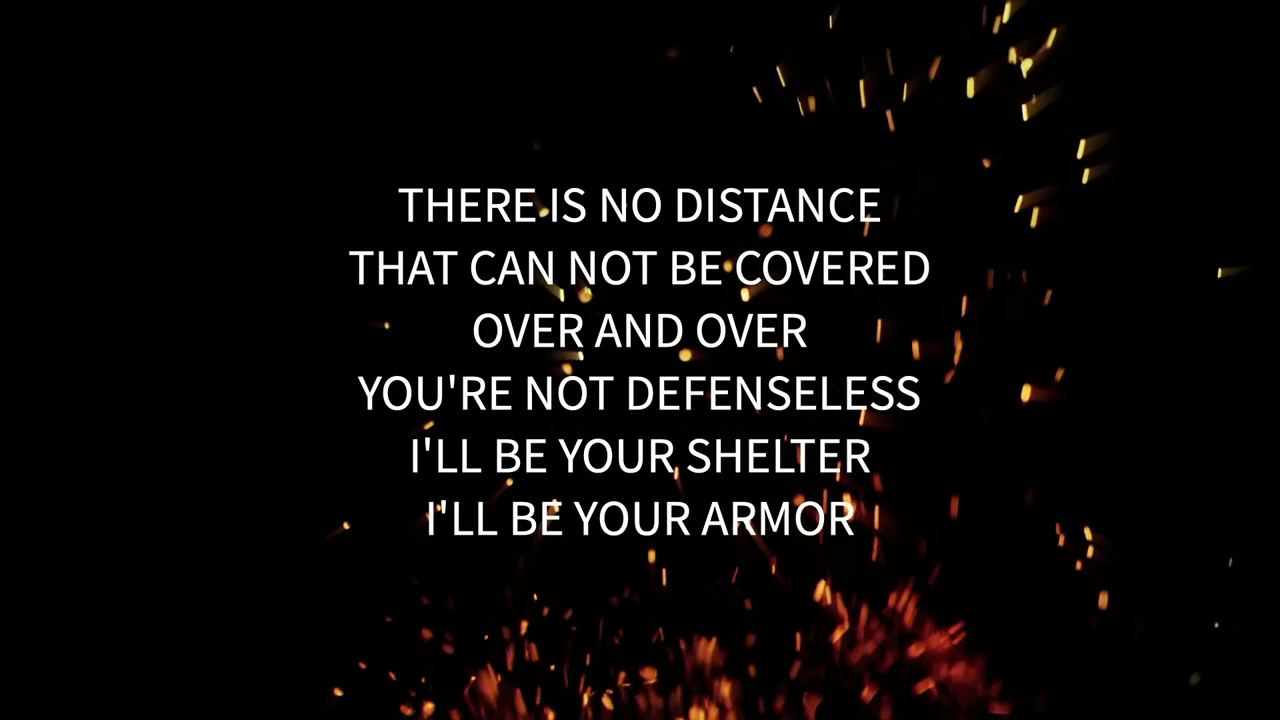 THERE IS NO DISTANCE
THAT CAN NOT BE COVERED
OVER AND OVER
YOU'RE NOT DEFENSELESS
I'LL BE YOUR SHELTER
I'LL BE YOUR ARMOR